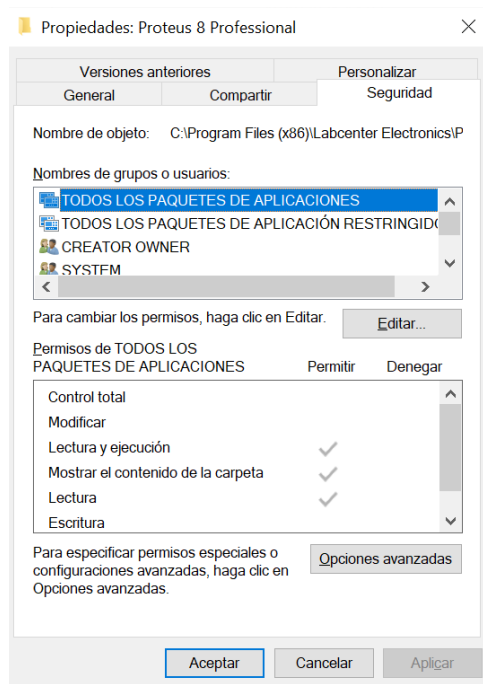 Propiedades: Proteus 8 Professional
Versiones anteriores
Personalizar
General
Compartir
Seguridad
Nombre de objeto: C:\Program Files (x86)\Labcenter Electronics\P
Nombres de grupos o usuarios:
TODOS LOS PAQUETES DE APLICACIONES
TODOS LOS PAQUETES DE APLICACIÓN RESTRINGIDO
CREATOR OWNER
SYSTEM
Para cambiar los permisos, haga clic en Editar.
Editar...
Permisos de TODOS LOS
PAQUETES DE APLICACIONES Permitir Denegar
Control total
Modificar
Lectura y ejecución
Mostrar el contenido de la carpeta
Lectura
Escritura
Para especificar permisos especiales o
configuraciones avanzadas, haga clic en
Opciones avanzadas.
Opciones avanzadas
Aceptar
Cancelar
Aplicar